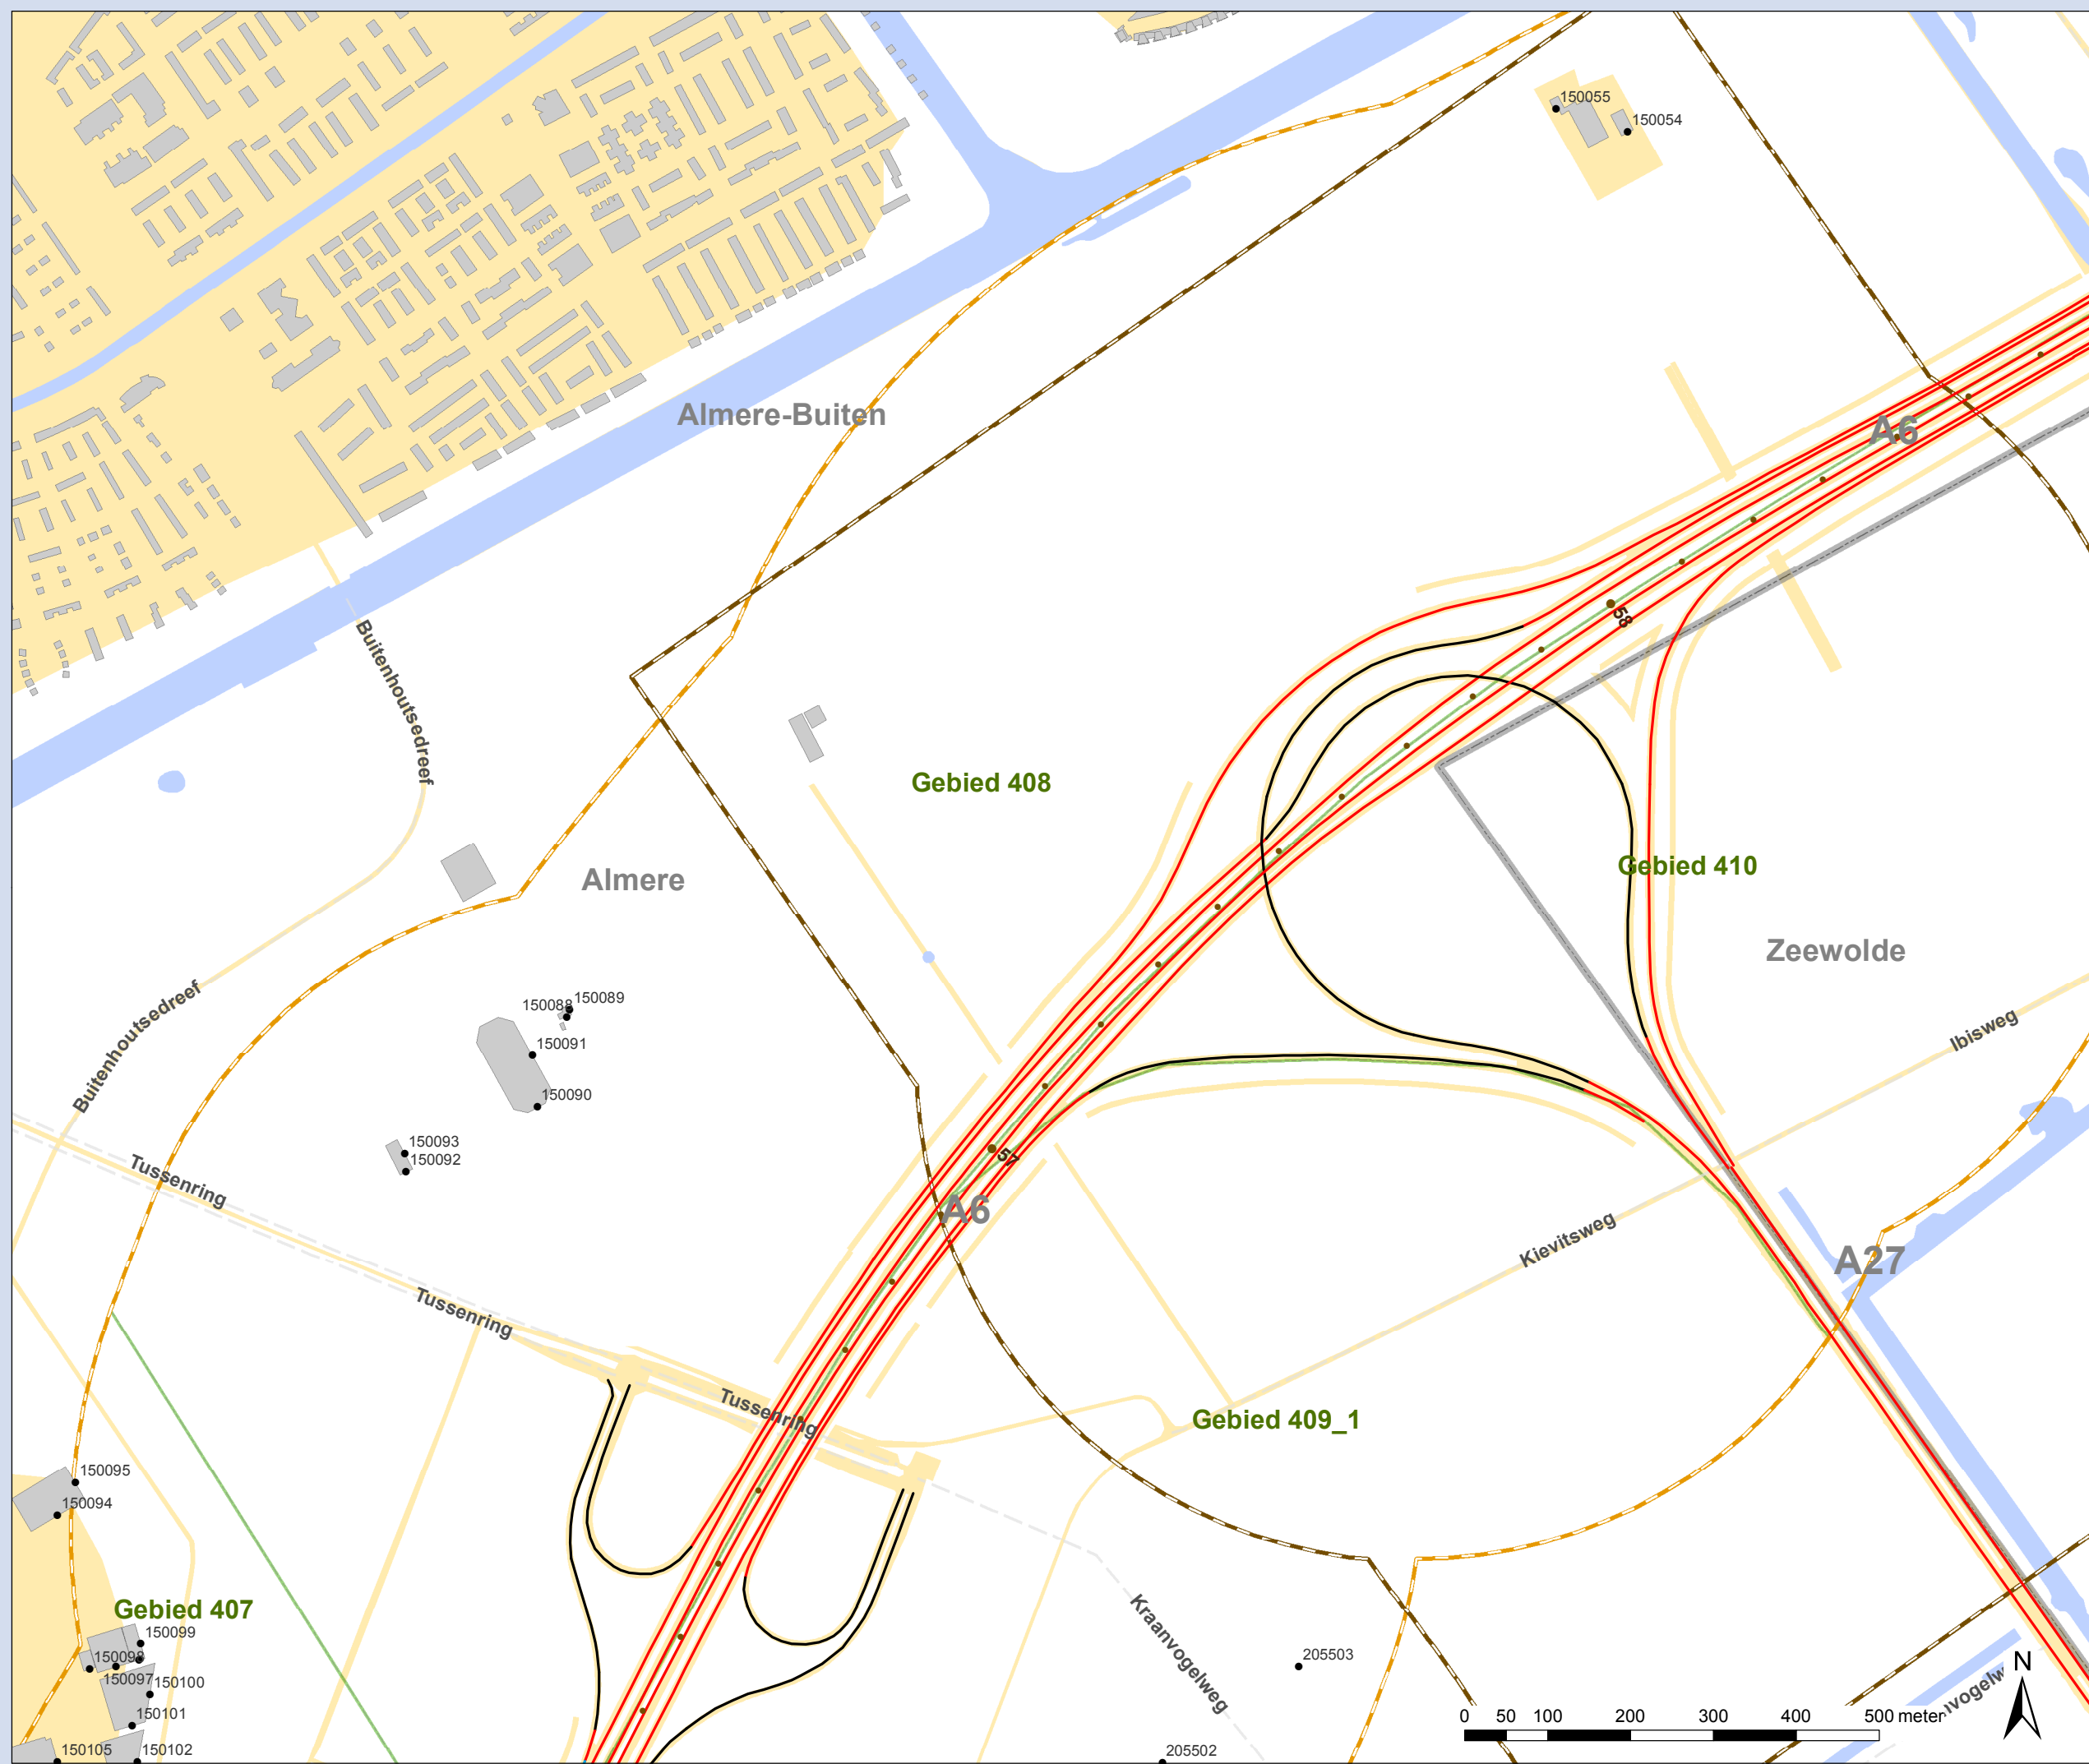 150055
150054
Almere-Buiten
A6
58
Buitenhoutsedreef
Gebied 408
Gebied 410
Almere
Zeewolde
Buitenhoutsedreef
150088
150089
150091
150090
Ibisweg
150093
150092
57
Tussenring
A6
Kievitsweg
A27
Tussenring
Tussenring
Gebied 409_1
150095
150094
Gebied 407
150099
150098
150097
150100
150101
150105
150102
Kraanvogelweg
205503
205502
nvogelw
N
0 50 100 200 300 400 500 meter